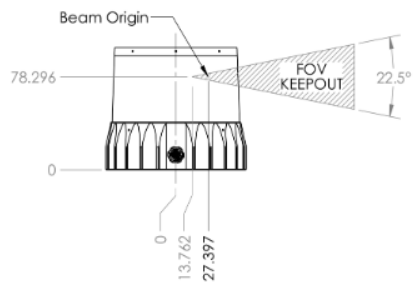 Beam Origin
78.296
FOV
KEEPOUT
22.5°
0
0
13.762
27.397